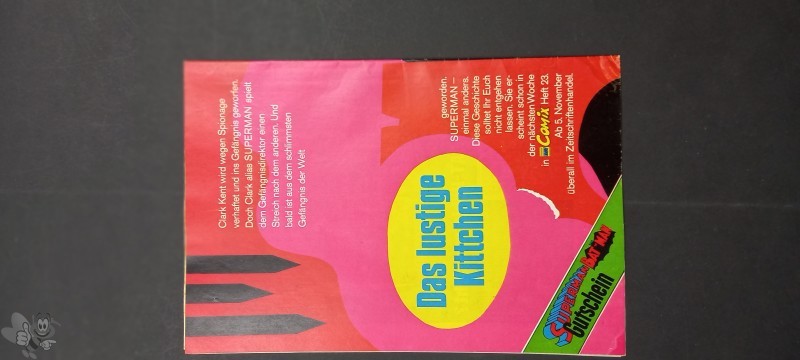 Clark Kent wird wegen Spionage
verhaftet und ins Gefängnis geworfen.
Doch Clark alias SUPERMAN spielt
dem Gefängnisdirektor einen
Streich nach dem anderen. Und
bald ist aus dem schlimmsten
Gefängnis der Welt
Das lustige
Kittchen
geworden.
SUPERMAN –
einmal anders.
Diese Geschichte
solltet Ihr Euch
nicht entgehen
lassen. Sie er-
scheint schon in
der nächsten Woche
in Comix Heft 23.
Ab 5. November
überall im Zeitschriftenhandel.
SUPERMAN BATMAN
Gutschein